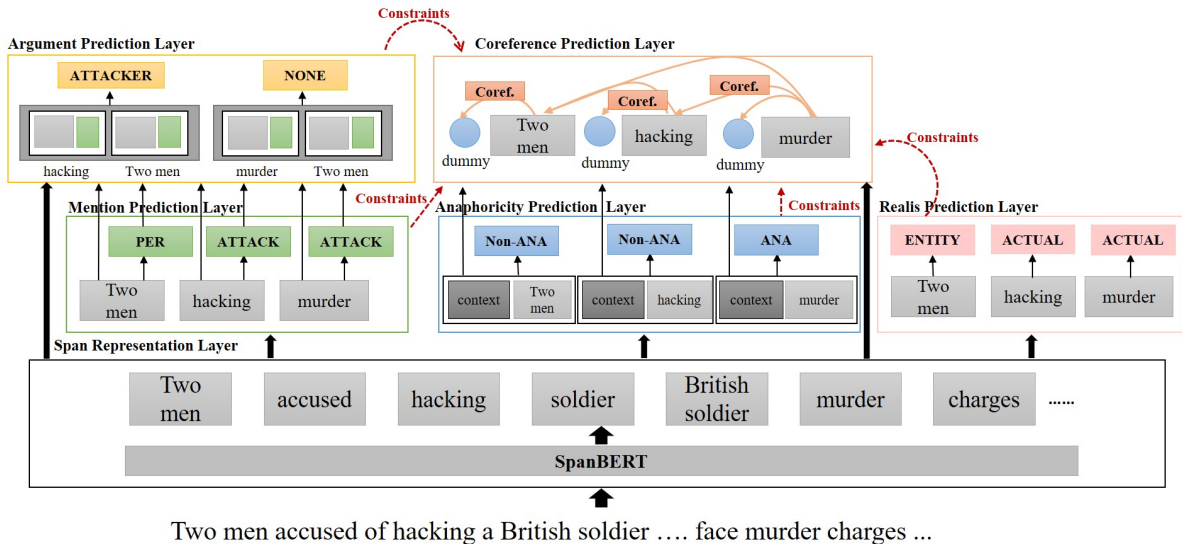 Constraints
Argument Prediction Layer
Coreference Prediction Layer
ATTACKER
NONE
Coref.
Coref.
Two
men
hacking
murder
dummy
dummy
dummy
hacking
Two men
murder
Two men
Constraints
Constraints
Constraints
Mention Prediction Layer
Anaphoricity Prediction Layer
Realis Prediction Layer
PER
ATTACK
ATTACK
Non-ANA
Non-ANA
ANA
ENTITY
ACTUAL
ACTUAL
Two
men
hacking
murder
context
Two
men
context
hacking
context
murder
Two
men
hacking
murder
Span Representation Layer
Two
men
accused
hacking
soldier
British
soldier
murder
charges
......
SpanBERT
Two men accused of hacking a British soldier .... face murder charges ...